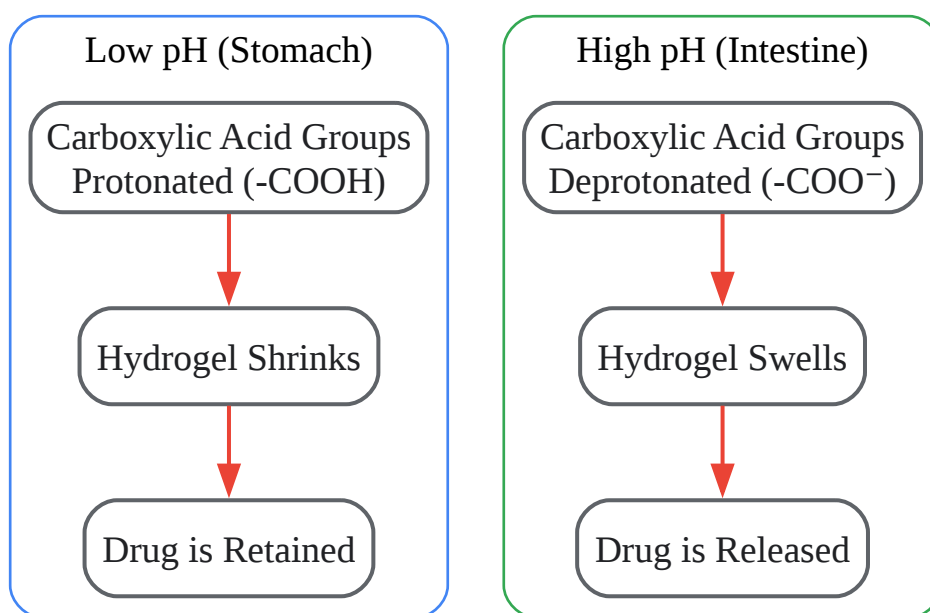 Low pH (Stomach)
Carboxylic Acid Groups
Protonated (-COOH)
Hydrogel Shrinks
Drug is Retained
High pH (Intestine)
Carboxylic Acid Groups
Deprotonated (-COO⁻)
Hydrogel Swells
Drug is Released